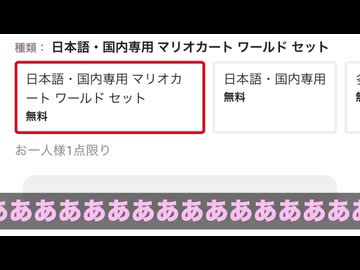 種類: 日本語・国内専用 マリオカート ワールド セット
日本語・国内専用 マリオカ
ート ワールド セット
無料
日本語・国内専用
無料
お一人様1点限り
あああああああああああああああ